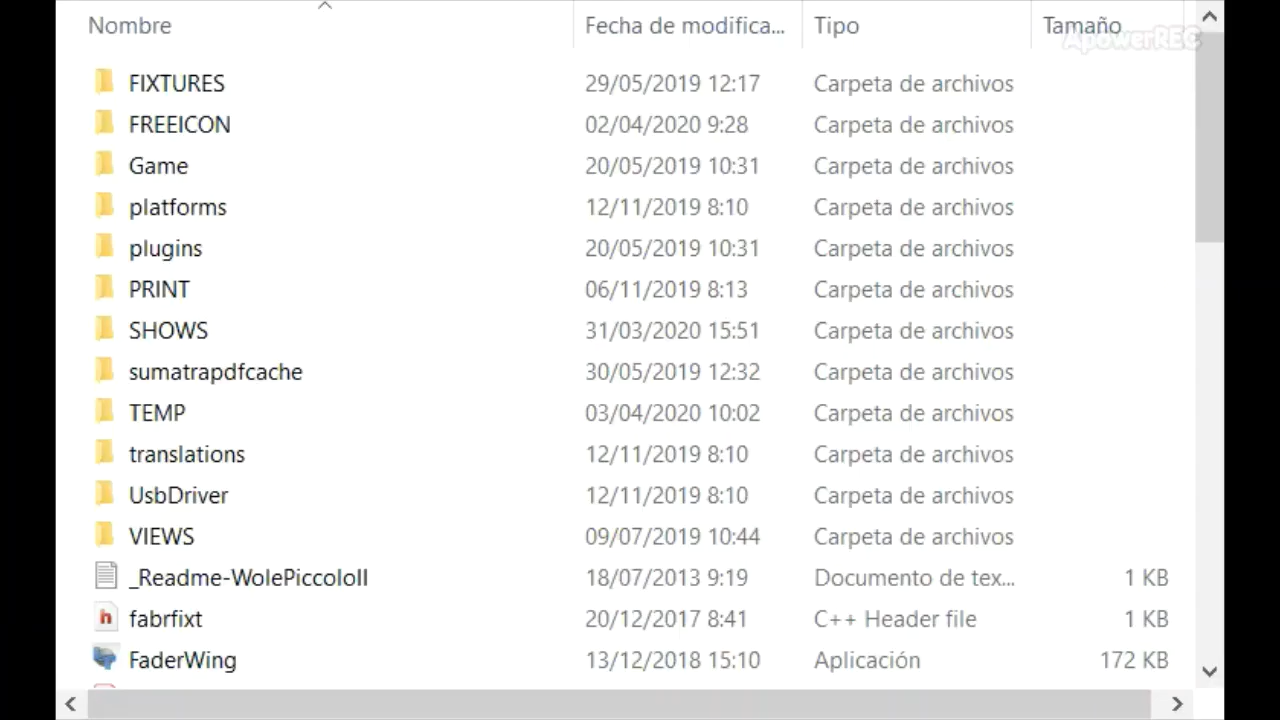 Nombre Fecha de modifica... Tipo Tamaño
ApowerREC
FIXTURES 29/05/2019 12:17 Carpeta de archivos
FREEICON 02/04/2020 9:28 Carpeta de archivos
Game 20/05/2019 10:31 Carpeta de archivos
platforms 12/11/2019 8:10 Carpeta de archivos
plugins 20/05/2019 10:31 Carpeta de archivos
PRINT 06/11/2019 8:13 Carpeta de archivos
SHOWS 31/03/2020 15:51 Carpeta de archivos
sumatrapdfcache 30/05/2019 12:32 Carpeta de archivos
TEMP 03/04/2020 10:02 Carpeta de archivos
translations 12/11/2019 8:10 Carpeta de archivos
UsbDriver 12/11/2019 8:10 Carpeta de archivos
VIEWS 09/07/2019 10:44 Carpeta de archivos
_Readme-WolePiccoloII 18/07/2013 9:19 Documento de tex... 1 KB
fabrfixt 20/12/2017 8:41 C++ Header file 1 KB
FaderWing 13/12/2018 15:10 Aplicación 172 KB